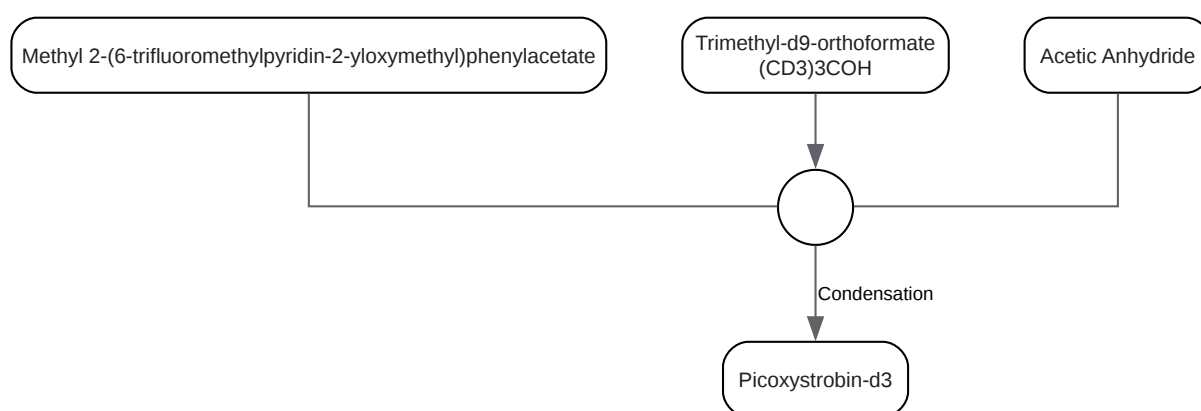 Methyl 2-(6-trifluoromethylpyridin-2-yloxymethyl)phenylacetate
Trimethyl-d9-orthoformate
(CD3)3COH
Acetic Anhydride
Condensation
Picoxystrobin-d3